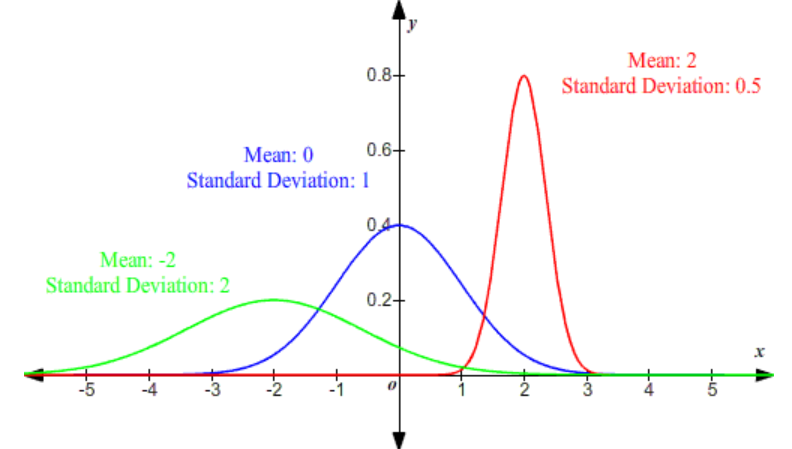 y
Mean: 2
Standard Deviation: 0.5
0.8
0.6
Mean: 0
Standard Deviation: 1
0.4
Mean: -2
Standard Deviation: 2
0.2
x
-5 -4 -3 -2 -1 o 1 2 3 4 5